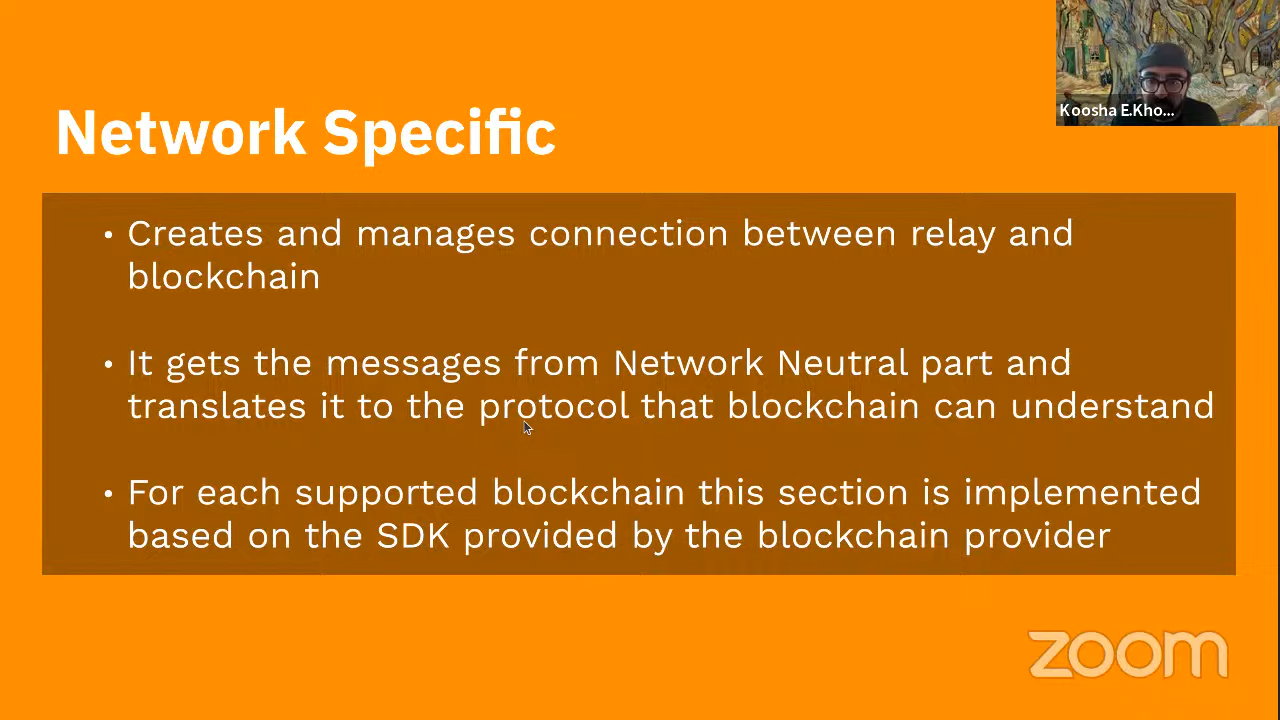 Koosha E.Kho...
Network Specific
• Creates and manages connection between relay and
blockchain
• It gets the messages from Network Neutral part and
translates it to the protocol that blockchain can understand
• For each supported blockchain this section is implemented
based on the SDK provided by the blockchain provider
zoom